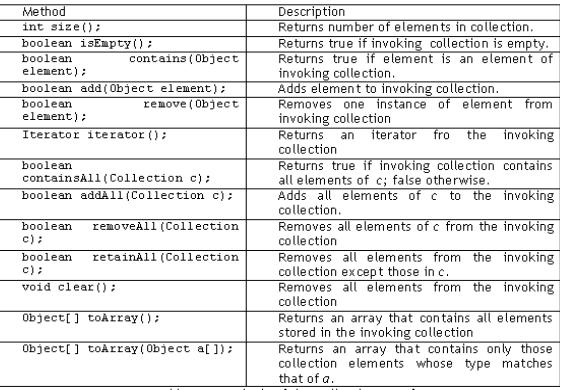 Method Description
int size(); Returns number of elements in collection.
boolean isEmpty(); Returns true if invoking collection is empty.
boolean contains(Object Returns true if element is an element of
element); invoking collection.
boolean add(Object element); Adds element to invoking collection.
boolean remove(Object Removes one instance of element from
element); invoking collection
Iterator iterator(); Returns an iterator fro the invoking
collection
boolean Returns true if invoking collection contains
containsAll(Collection c); all elements of c; false otherwise.
boolean addAll(Collection c); Adds all elements of c to the invoking
collection.
boolean removeAll(Collection Removes all elements of c from the invoking
c); collection
boolean retainAll(Collection Removes all elements from the invoking
c); collection except those in c.
void clear(); Removes all elements from the invoking
collection
Object[] toArray(); Returns an array that contains all elements
stored in the invoking collection
Object[] toArray(Object a[]); Returns an array that contains only those
collection elements whose type matches
that of a.